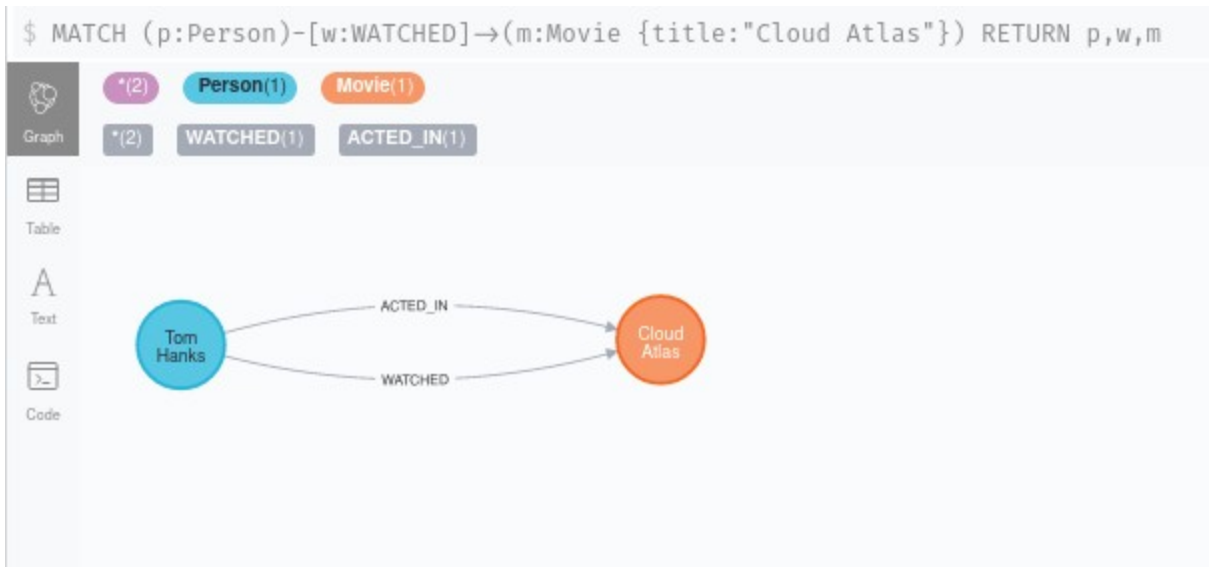 $ MATCH (p:Person)-[w:WATCHED]→(m:Movie {title:"Cloud Atlas"}) RETURN p,w,m
*(2) Person(1) Movie(1)
Graph
*(2) WATCHED(1) ACTED_IN(1)
Table
A
Text
>_
Code
Tom
Hanks
ACTED_IN
WATCHED
Cloud
Atlas